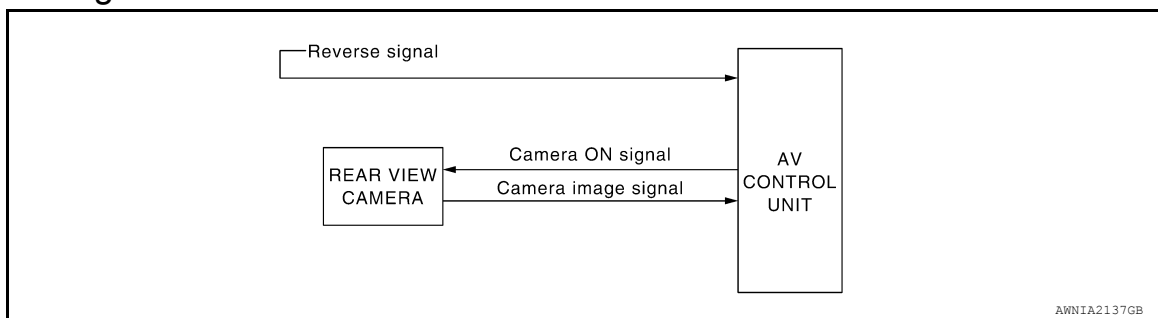 Reverse signal
Camera ON signal
Camera image signal
REAR VIEW
CAMERA
AV
CONTROL
UNIT
AWNIA2137GB